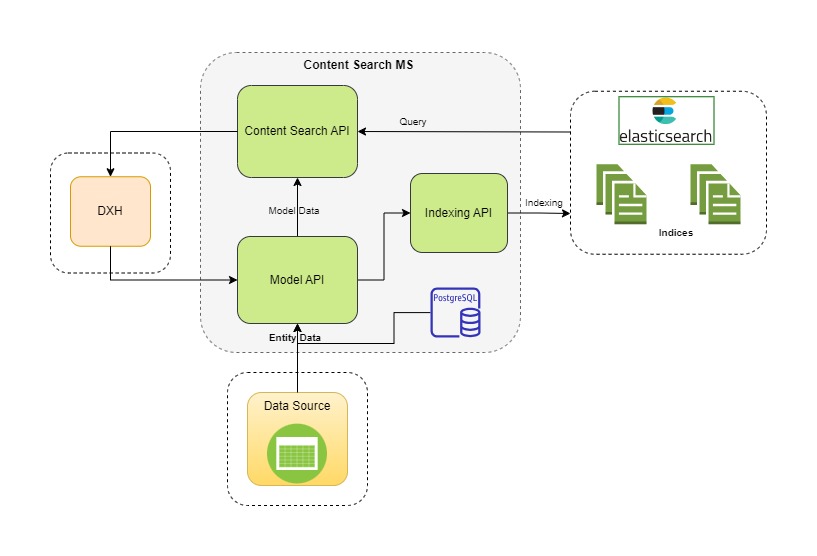 Content Search MS
Content Search API
Query
elasticsearch
DXH
Model Data
Indexing API
Indexing
Indices
Model API
PostgreSQL
Entity Data
Data Source